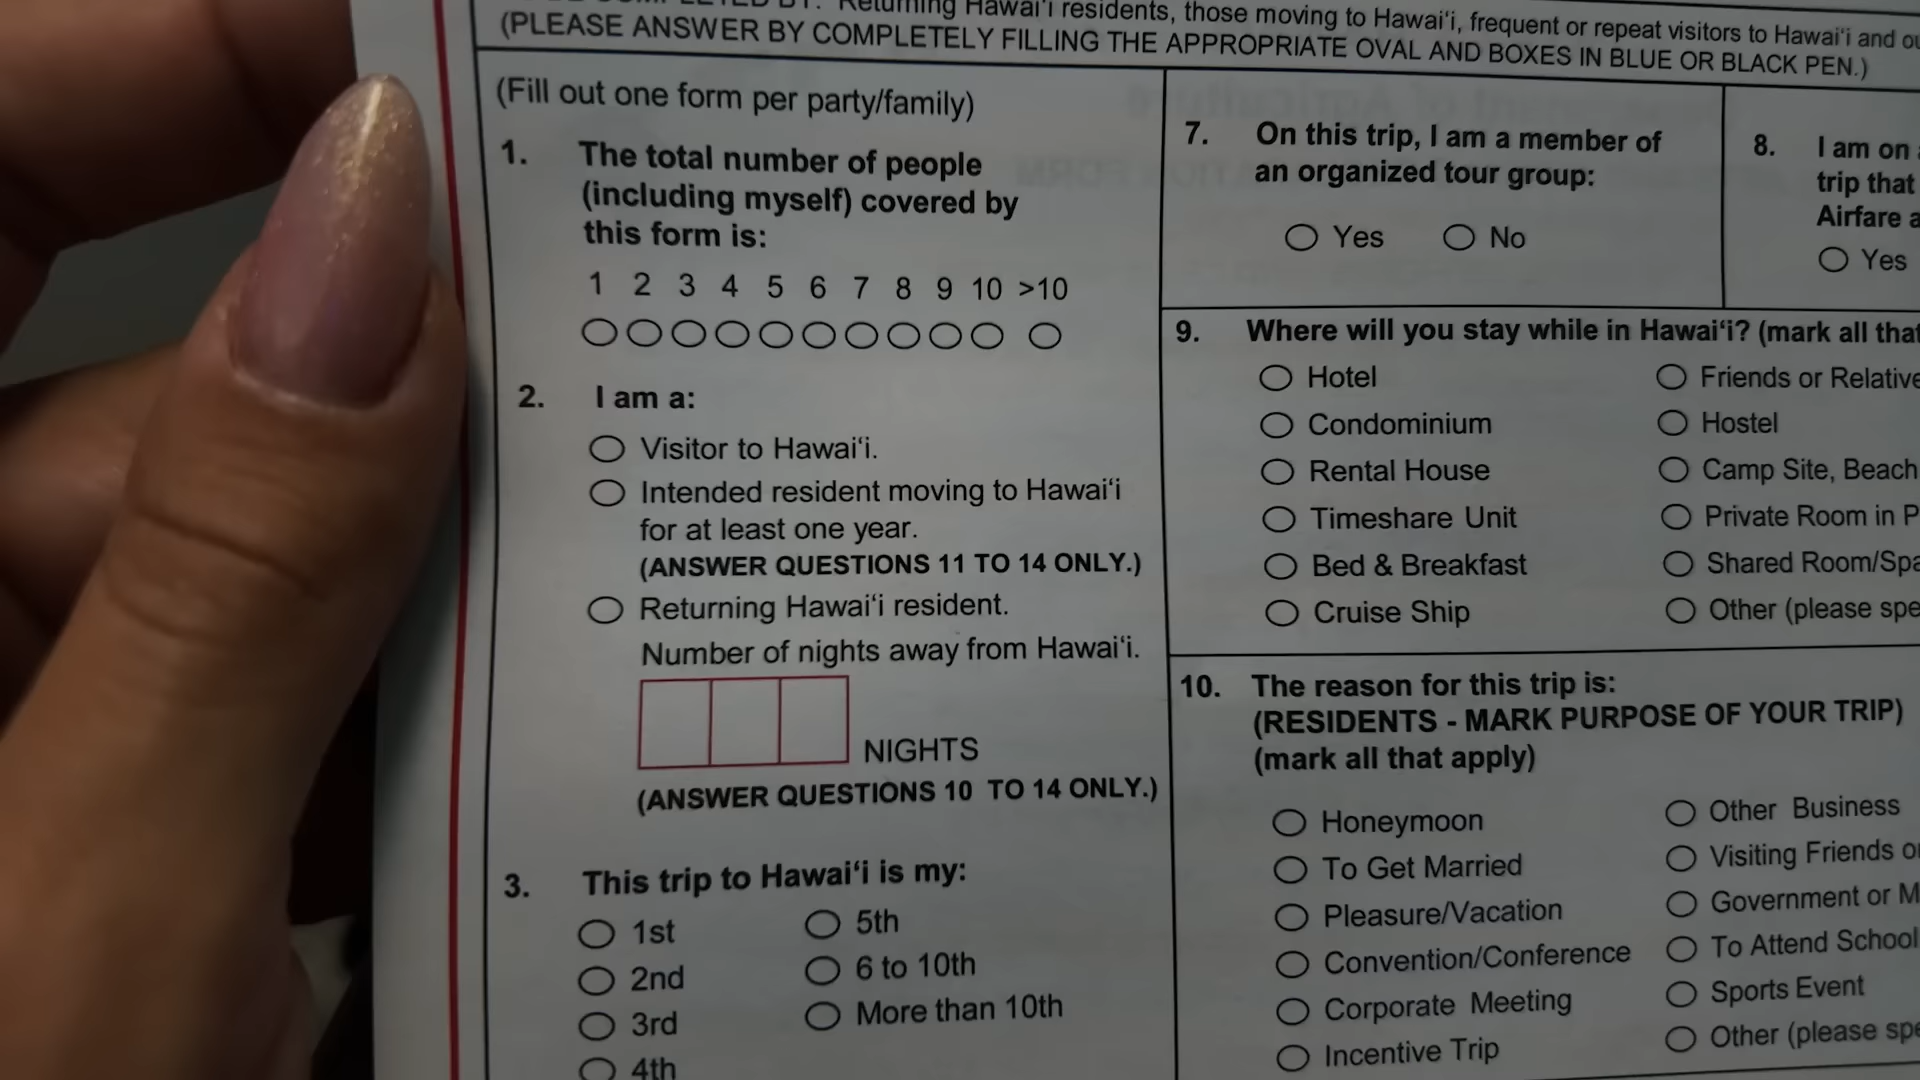 Returning Hawai‘i residents, those moving to Hawai‘i, frequent or repeat visitors to Hawai‘i and
(PLEASE ANSWER BY COMPLETELY FILLING THE APPROPRIATE OVAL AND BOXES IN BLUE OR BLACK PEN.)
(Fill out one form per party/family)
1. The total number of people
(including myself) covered by
this form is:
1 2 3 4 5 6 7 8 9 10 >10
2. I am a:
Visitor to Hawai‘i.
Intended resident moving to Hawai‘i
for at least one year.
(ANSWER QUESTIONS 11 TO 14 ONLY.)
Returning Hawai‘i resident.
Number of nights away from Hawai‘i.
NIGHTS
(ANSWER QUESTIONS 10 TO 14 ONLY.)
3. This trip to Hawai‘i is my:
1st
2nd
3rd
4th
5th
6 to 10th
More than 10th
7. On this trip, I am a member of
an organized tour group:
Yes No
8. I am on
trip that
Airfare
Yes
9. Where will you stay while in Hawai‘i? (mark all that
Hotel
Condominium
Rental House
Timeshare Unit
Bed & Breakfast
Cruise Ship
Friends or Relative
Hostel
Camp Site, Beach
Private Room in P
Shared Room/Spa
Other (please spe
10. The reason for this trip is:
(RESIDENTS - MARK PURPOSE OF YOUR TRIP)
(mark all that apply)
Honeymoon
To Get Married
Pleasure/Vacation
Convention/Conference
Corporate Meeting
Incentive Trip
Other Business
Visiting Friends o
Government or M
To Attend School
Sports Event
Other (please spe